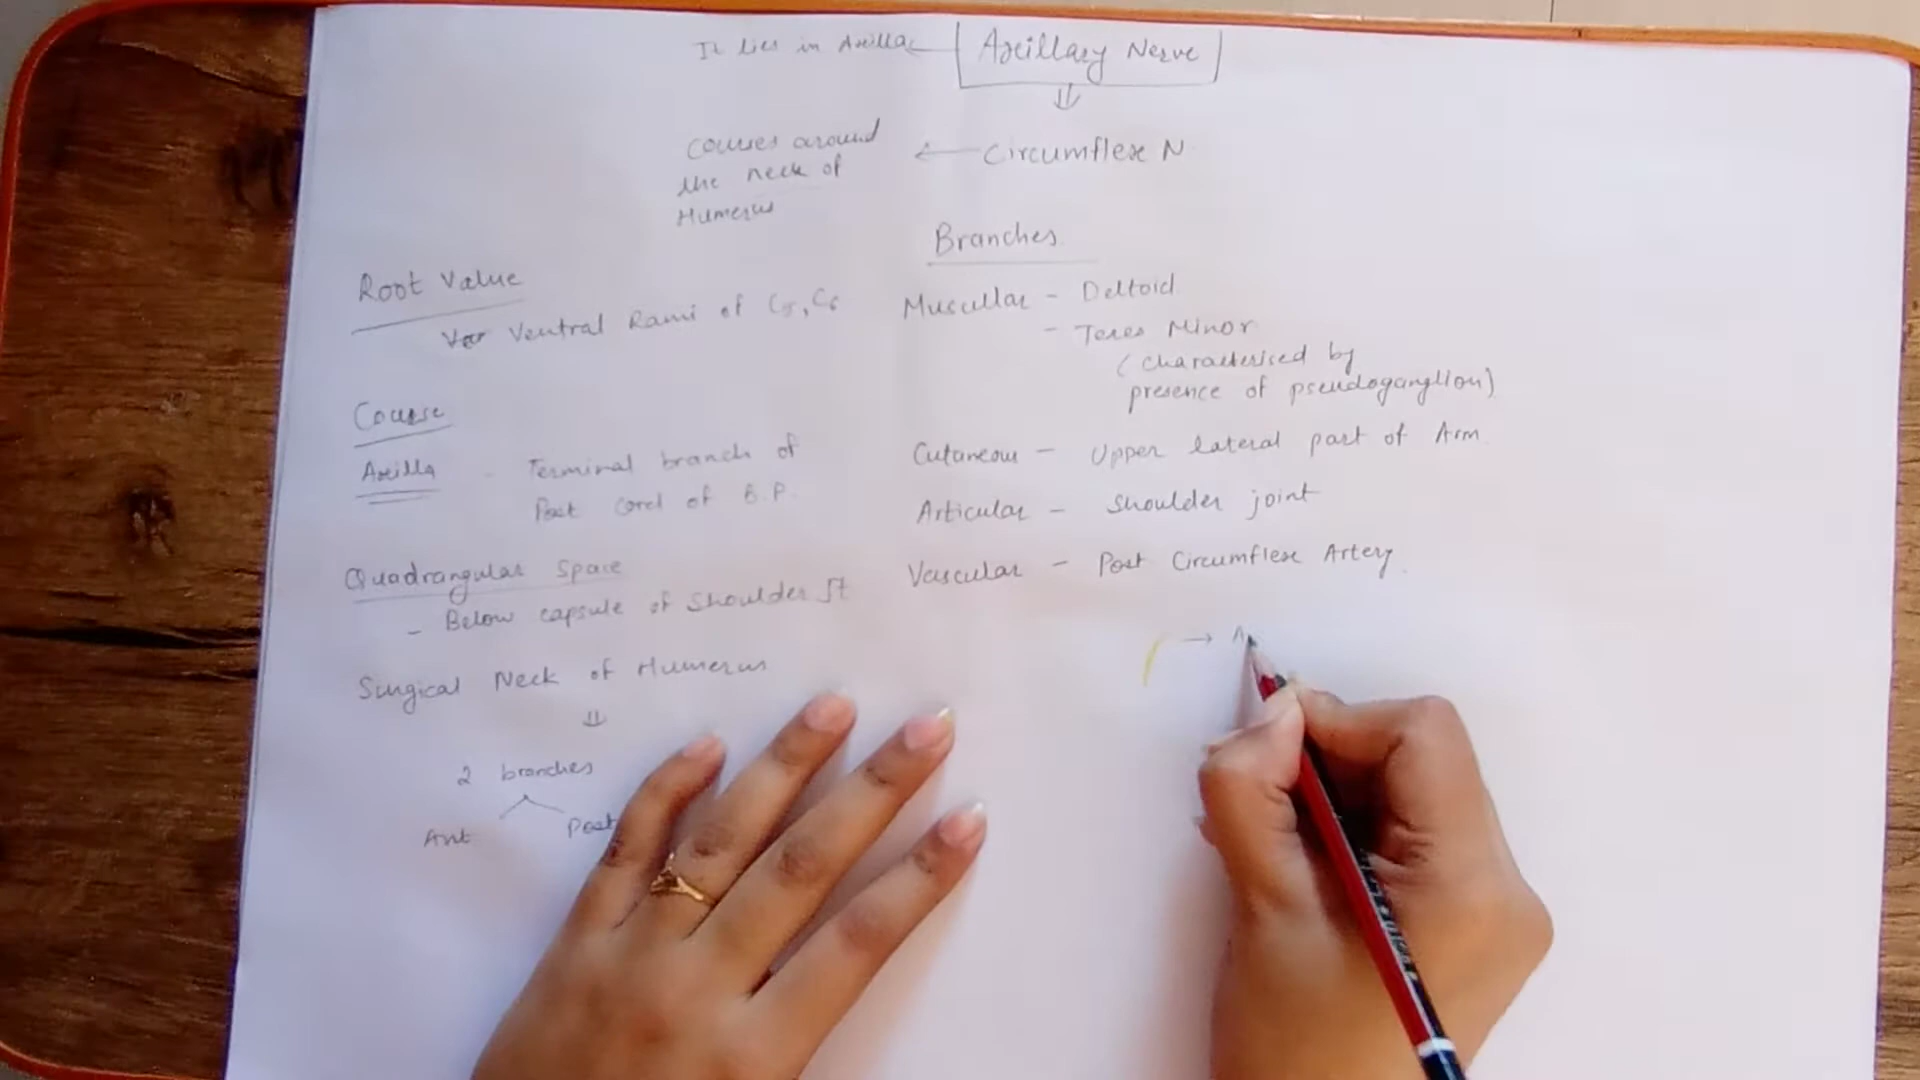 It lies in Axilla
Axillary Nerve
Circumflex N
Courses around
the neck of
Humerus
Root Value
Ventral Rami of C5, C6
Course
Axilla - Terminal branch of
Post Cord of B.P.
Quadrangular Space
- Below capsule of Shoulder Jt
Surgical Neck of Humerus
2 branches
Ant Post
Branches
Muscular - Deltoid
- Teres Minor
(Characterised by
presence of pseudoganglion)
Cutaneous - Upper lateral part of Arm
Articular - Shoulder joint
Vascular - Post Circumflex Artery
A